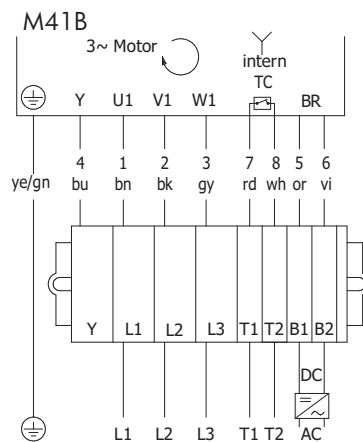 M41B
3~ Motor
intern
TC
Y U1 V1 W1 BR
4 1 2 3 7 8 5 6
ye/gn bu bn bk gy rd wh or vi
Y L1 L2 L3 T1 T2 B1 B2
DC
= ~
L1 L2 L3 T1 T2 AC